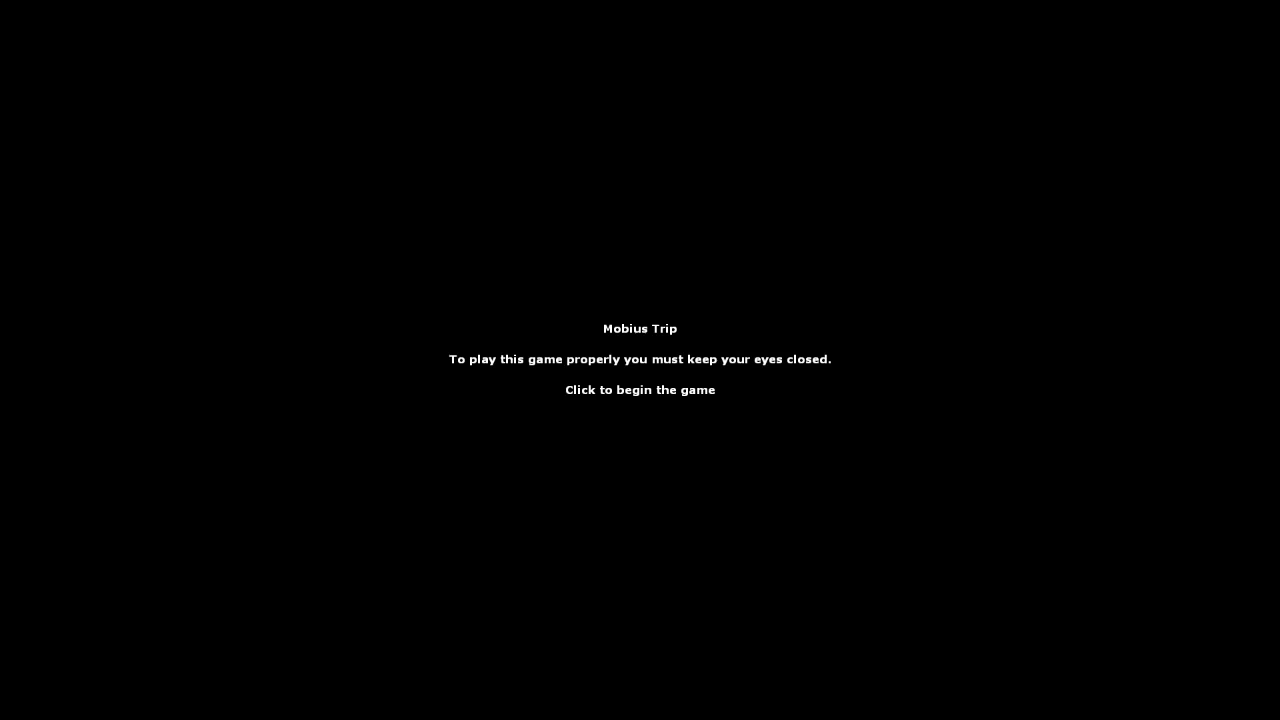 Mobius Trip
To play this game properly you must keep your eyes closed.
Click to begin the game